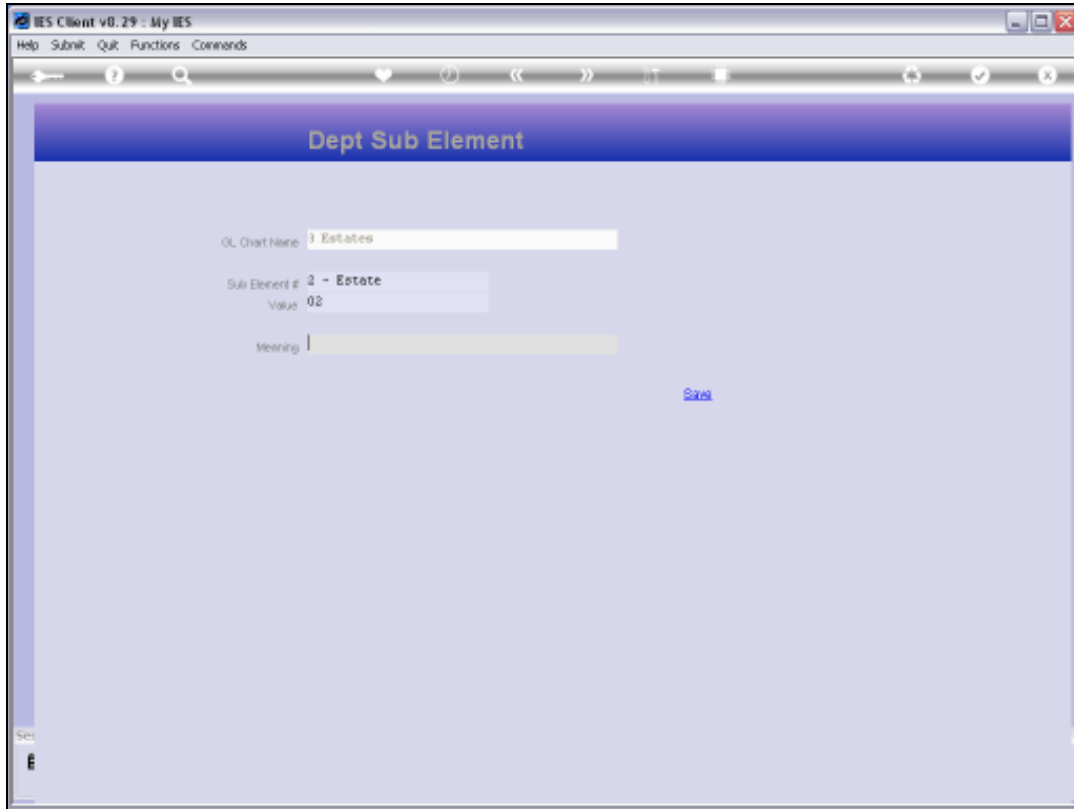 IES Client v8.29 : My IES
Help Submit Quit Functions Commands
Dept Sub Element
GL Chart Name 3 Estates
Sub Element # 2 - Estate
Value 02
Meaning
Save
Ses